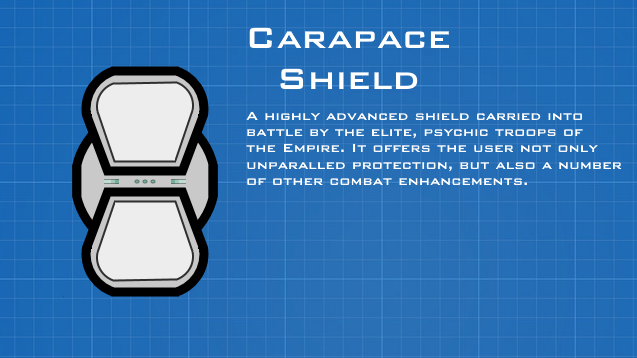 Carapace
Shield
A highly advanced shield carried into
battle by the elite, psychic troops of
the Empire. It offers the user not only
unparalled protection, but also a number
of other combat enhancements.